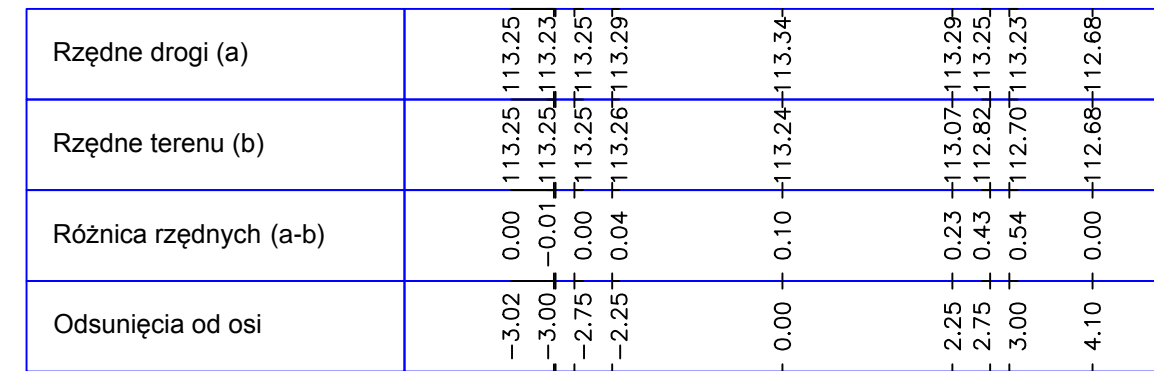 Rzędne drogi (a) 113.25 113.23 113.25 113.29 113.34 113.29 113.25 113.23 112.68
Rzędne terenu (b) 113.25 113.25 113.25 113.26 113.24 113.07 112.82 112.70 112.68
Różnica rzędnych (a-b) 0.00 −0.01 0.00 0.04 0.10 0.23 0.43 0.54 0.00
Odsunięcia od osi −3.02 −3.00 −2.75 −2.25 0.00 2.25 2.75 3.00 4.10